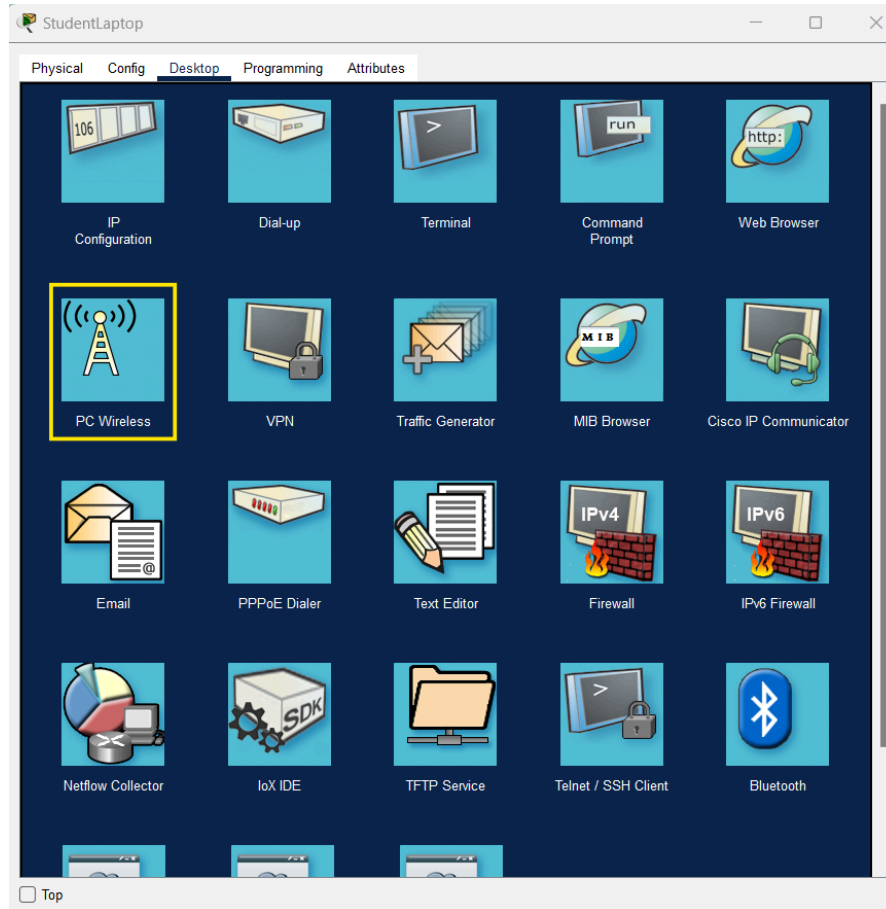 StudentLaptop
Physical Config Desktop Programming Attributes
106
>
run
http:
IP
Configuration
Dial-up
Terminal
Command
Prompt
Web Browser
MIB
PC Wireless
VPN
Traffic Generator
MIB Browser
Cisco IP Communicator
@
IPv4
IPv6
Email
PPPoE Dialer
Text Editor
Firewall
IPv6 Firewall
SDK
>
Netflow Collector
IoX IDE
TFTP Service
Telnet / SSH Client
Bluetooth
Top